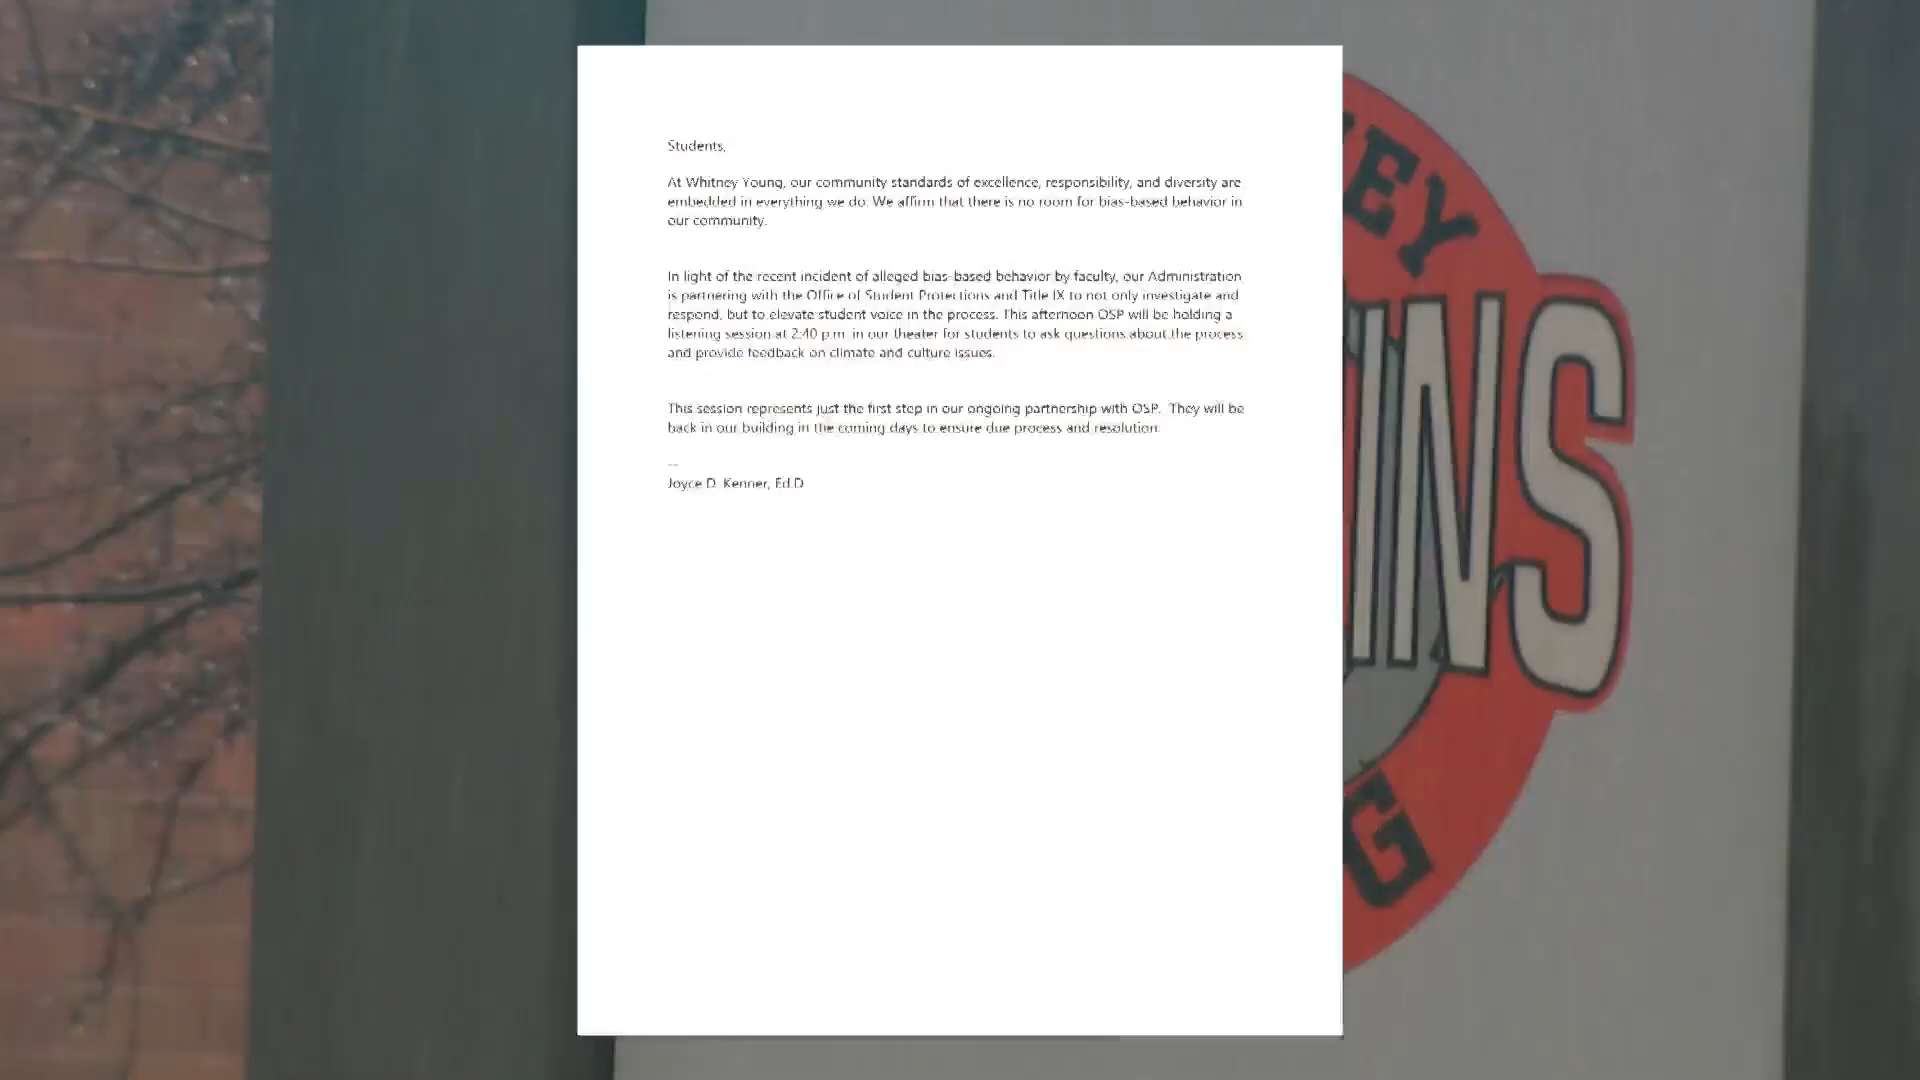 Students,
At Whitney Young, our community standards of excellence, responsibility, and diversity are
embedded in everything we do. We affirm that there is no room for bias-based behavior in
our community.
In light of the recent incident of alleged bias-based behavior by faculty, our Administration
is partnering with the Office of Student Protections and Title IX to not only investigate and
respond, but to elevate student voice in the process. This afternoon OSP will be holding a
listening session at 2:40 p.m. in our theater for students to ask questions about the process
and provide feedback on climate and culture issues.
This session represents just the first step in our ongoing partnership with OSP. They will be
back in our building in the coming days to ensure due process and resolution.
--
Joyce D. Kenner, Ed.D
EY
INS
G